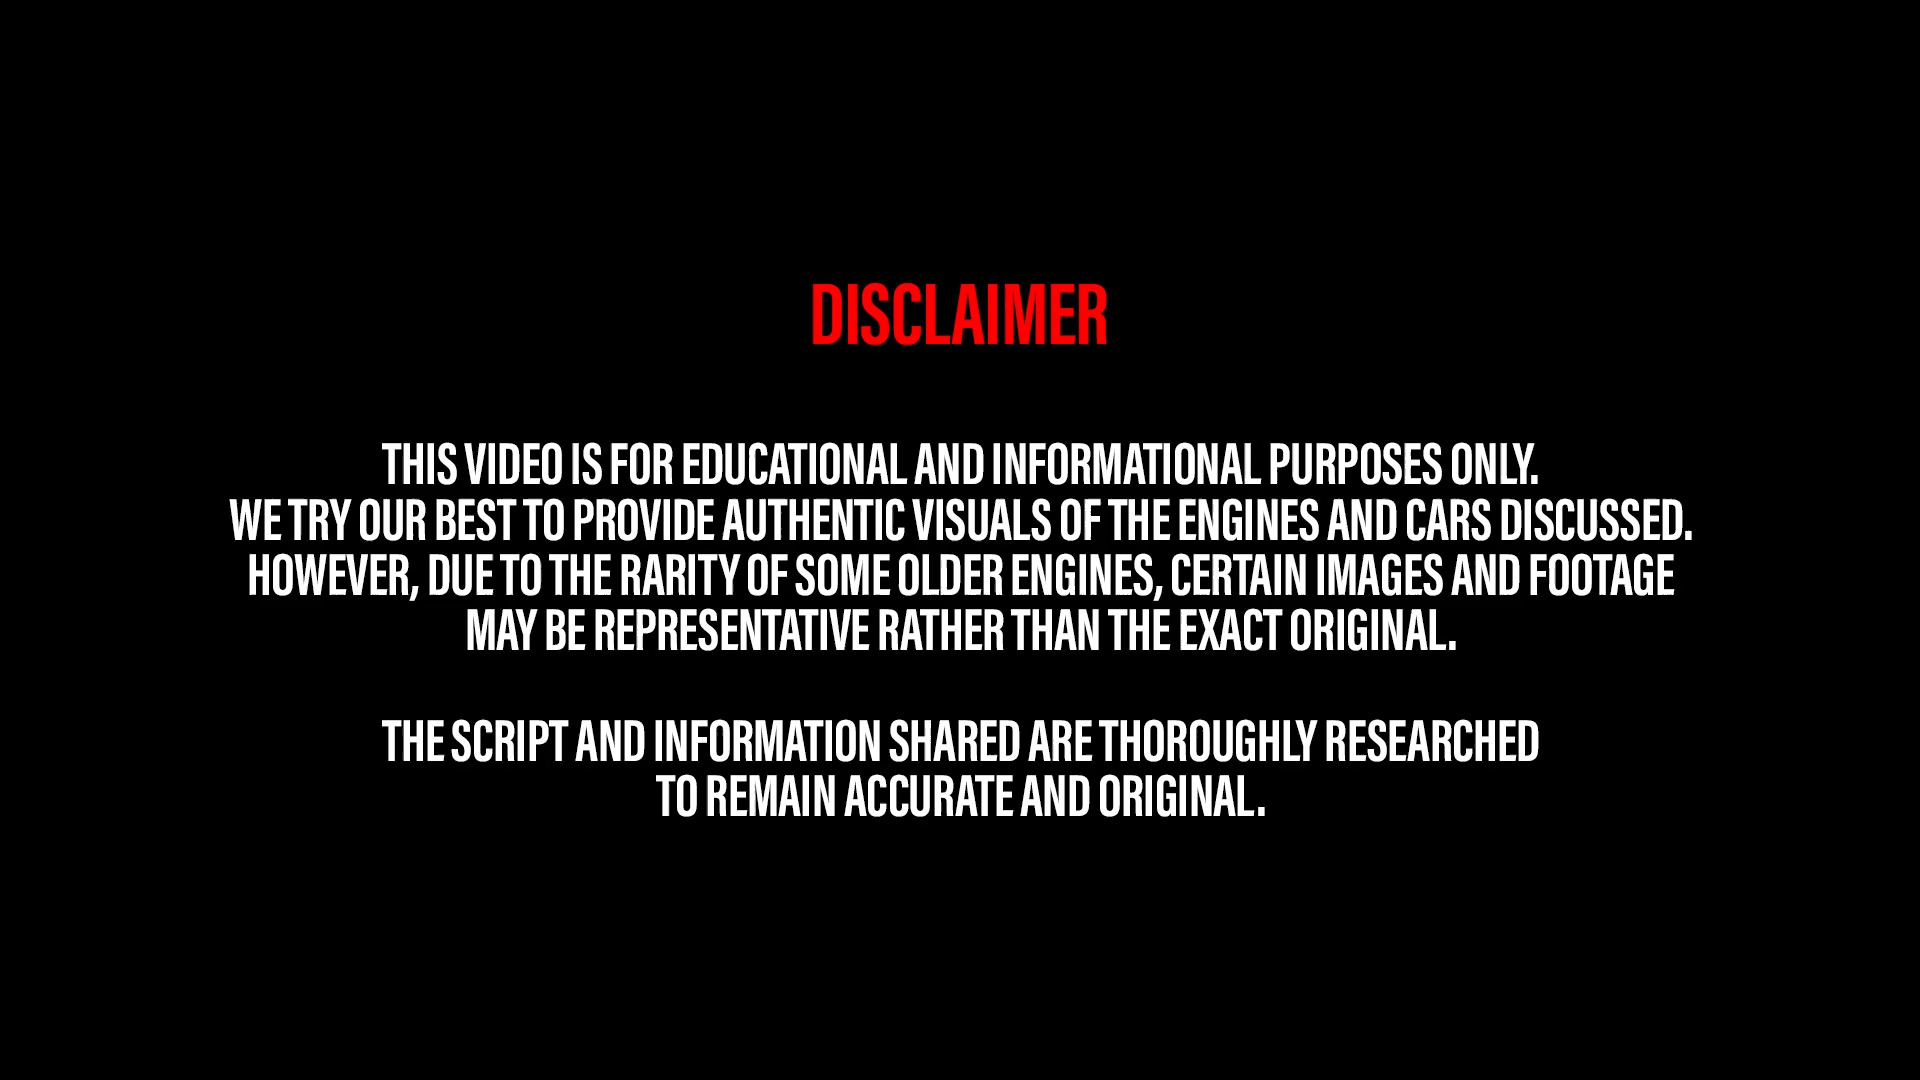 DISCLAIMER
THIS VIDEO IS FOR EDUCATIONAL AND INFORMATIONAL PURPOSES ONLY.
WE TRY OUR BEST TO PROVIDE AUTHENTIC VISUALS OF THE ENGINES AND CARS DISCUSSED.
HOWEVER, DUE TO THE RARITY OF SOME OLDER ENGINES, CERTAIN IMAGES AND FOOTAGE
MAY BE REPRESENTATIVE RATHER THAN THE EXACT ORIGINAL.
THE SCRIPT AND INFORMATION SHARED ARE THOROUGHLY RESEARCHED
TO REMAIN ACCURATE AND ORIGINAL.